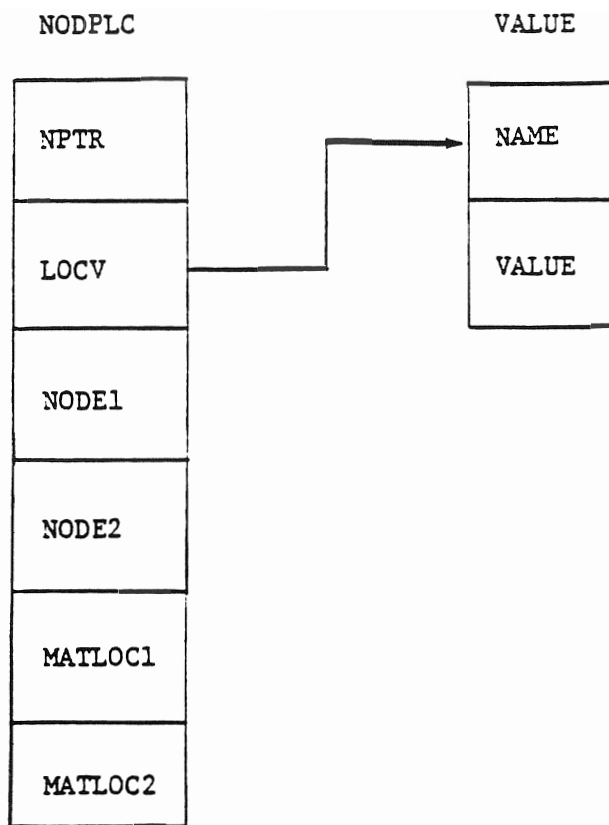 NODPLC
VALUE
NPTR
LOCV
NODE1
NODE2
MATLOC1
MATLOC2
NAME
VALUE